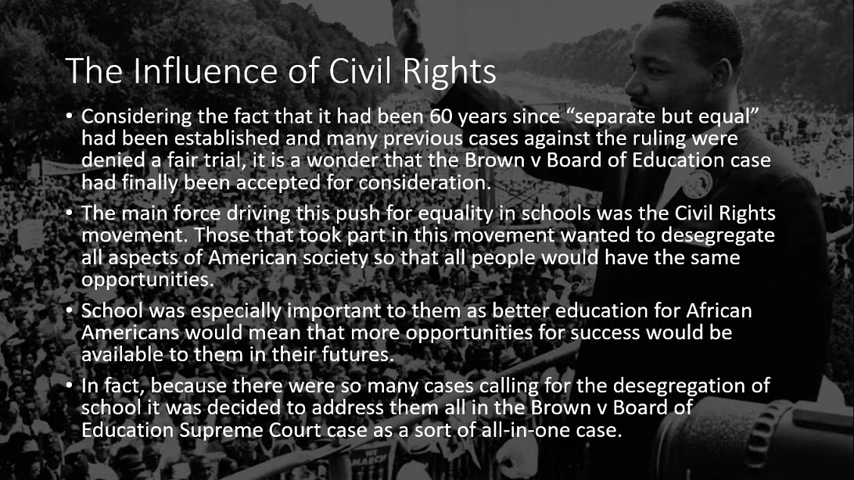 The Influence of Civil Rights
• Considering the fact that it had been 60 years since “separate but equal”
had been established and many previous cases against the ruling were
denied a fair trial, it is a wonder that the Brown v Board of Education case
had finally been accepted for consideration.
• The main force driving this push for equality in schools was the Civil Rights
movement. Those that took part in this movement wanted to desegregate
all aspects of American society so that all people would have the same
opportunities.
• School was especially important to them as better education for African
Americans would mean that more opportunities for success would be
available to them in their futures.
• In fact, because there were so many cases calling for the desegregation of
school it was decided to address them all in the Brown v Board of
Education Supreme Court case as a sort of all-in-one case.